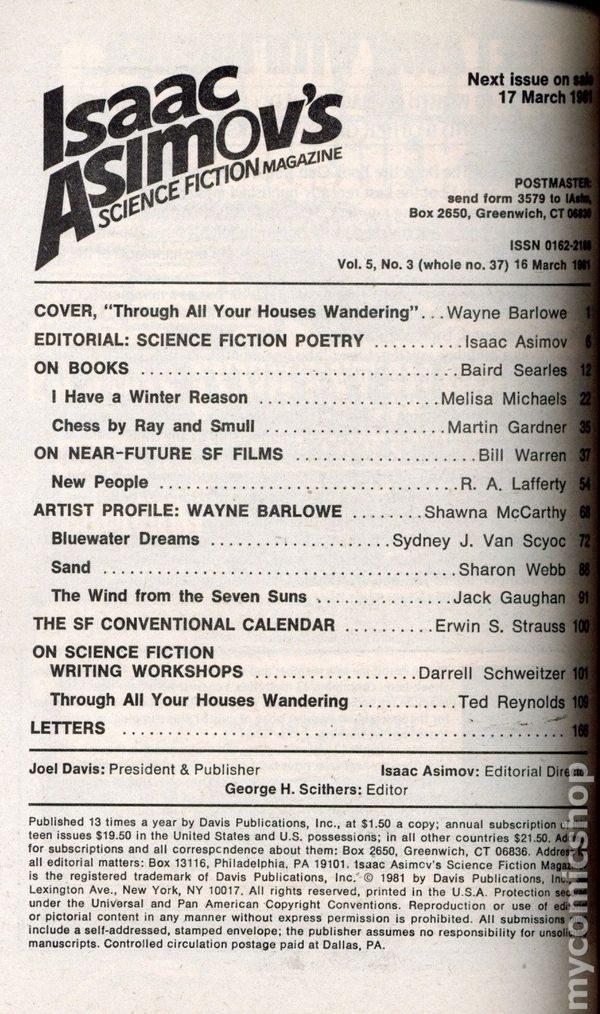 Isaac
Asimov's
SCIENCE FICTION MAGAZINE
Next issue on sale
17 March 1981
POSTMASTER:
send form 3579 to IAsfm,
Box 2650, Greenwich, CT 06830
ISSN 0162-2188
Vol. 5, No. 3 (whole no. 37) 16 March 1981
COVER, "Through All Your Houses Wandering"...Wayne Barlowe 1
EDITORIAL: SCIENCE FICTION POETRY ..........Isaac Asimov 6
ON BOOKS ..................................Baird Searles 12
I Have a Winter Reason ...................Melisa Michaels 22
Chess by Ray and Smull ...................Martin Gardner 35
ON NEAR-FUTURE SF FILMS ...................Bill Warren 37
New People ...............................R. A. Lafferty 54
ARTIST PROFILE: WAYNE BARLOWE ........Shawna McCarthy 68
Bluewater Dreams ...................Sydney J. Van Scyoc 72
Sand .....................................Sharon Webb 88
The Wind from the Seven Suns ..............Jack Gaughan 91
THE SF CONVENTIONAL CALENDAR ..........Erwin S. Strauss 100
ON SCIENCE FICTION
WRITING WORKSHOPS .................Darrell Schweitzer 101
Through All Your Houses Wandering ...........Ted Reynolds 109
LETTERS ................................................. 166
Joel Davis: President & Publisher
Isaac Asimov: Editorial
George H. Scithers: Editor
Published 13 times a year by Davis Publications, Inc., at $1.50 a copy; annual subscription
teen issues $19.50 in the United States and U.S. possessions; in all other countries $21.50.
for subscriptions and all correspcndence about them: Box 2650, Greenwich, CT 06836.
all editorial matters: Box 13116, Philadelphia, PA 19101. Isaac Asimcv's Science Fiction
is the registered trademark of Davis Publications, Inc. © 1981 by Davis Publications, Inc.,
Lexington Ave., New York, NY 10017. All rights reserved, printed in the U.S.A. Protection
under the Universal and Pan American Copyright Conventions. Reproduction or use of
or pictorial content in any manner without express permission is prohibited. All submissions
include a self-addressed, stamped envelope; the publisher assumes no responsibility for
manuscripts. Controlled circulation postage paid at Dallas, PA.
mycomicshop